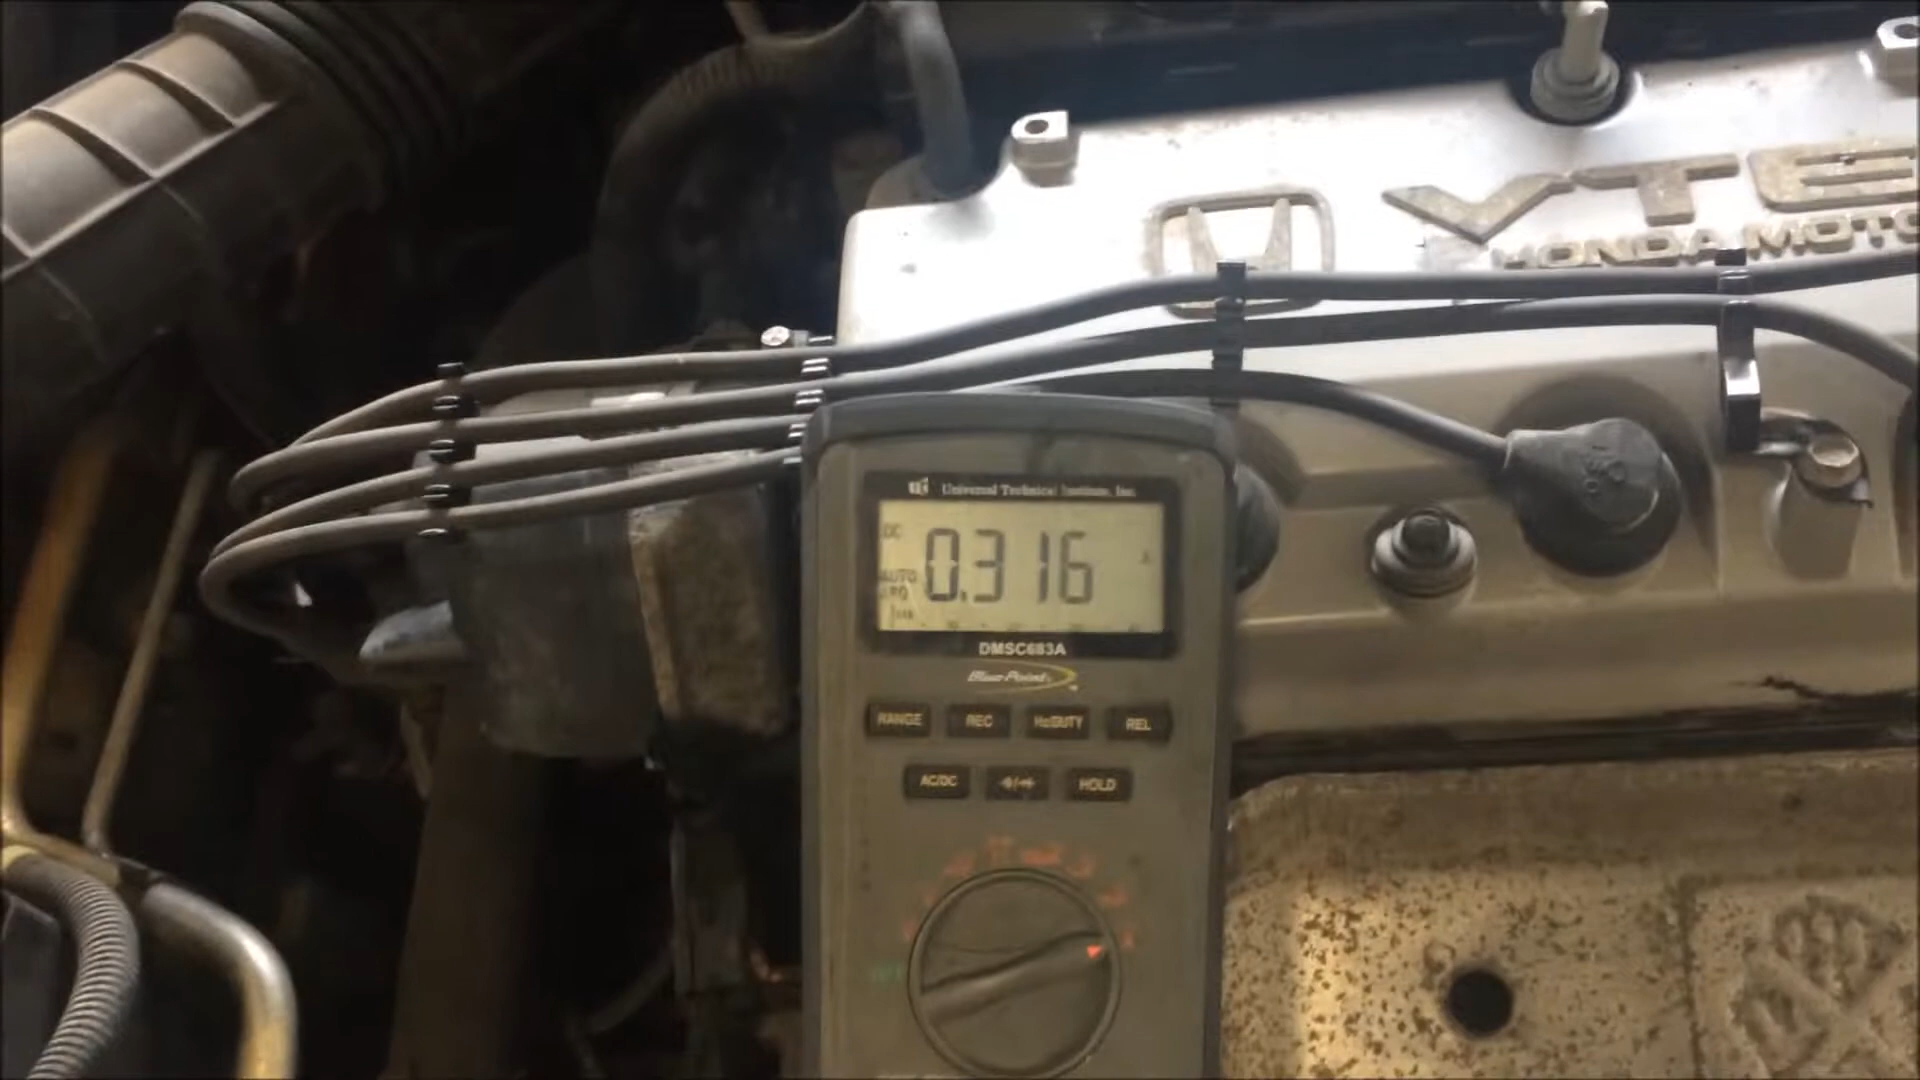 VTE
HONDA MOTO
Universal Technical Institute, Inc.
DC
0.316
A
AUTO
DMSC683A
Blue-Point
RANGE REC Hz/DUTY REL
AC/DC HOLD